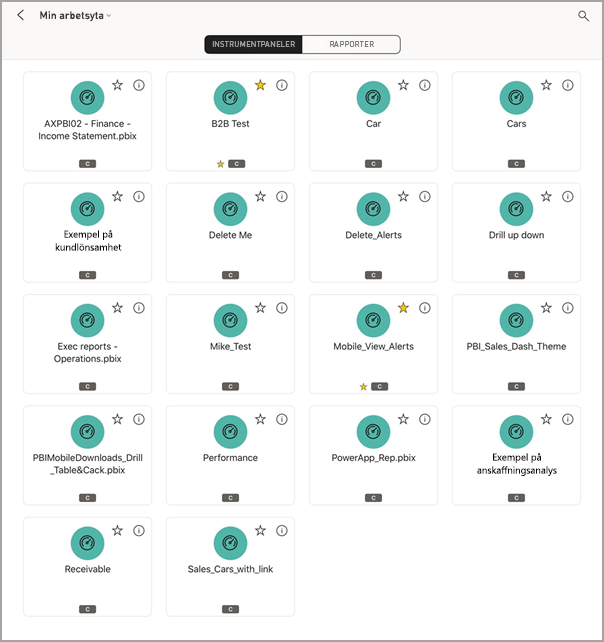 Min arbetsyta
INSTRUMENTPANELER RAPPORTER
AXPBI02 - Finance -
Income Statement.pbix
C
B2B Test
C
Car
C
Cars
C
Exempel på
kundlönsamhet
C
Delete Me
C
Delete_Alerts
C
Drill up down
C
Exec reports -
Operations.pbix
C
Mike_Test
C
Mobile_View_Alerts
C
PBI_Sales_Dash_Theme
C
PBIMobileDownloads_Drill
_Table&Cack.pbix
C
Performance
C
PowerApp_Rep.pbix
C
Exempel på
anskaffningsanalys
C
Receivable
C
Sales_Cars_with_link
C